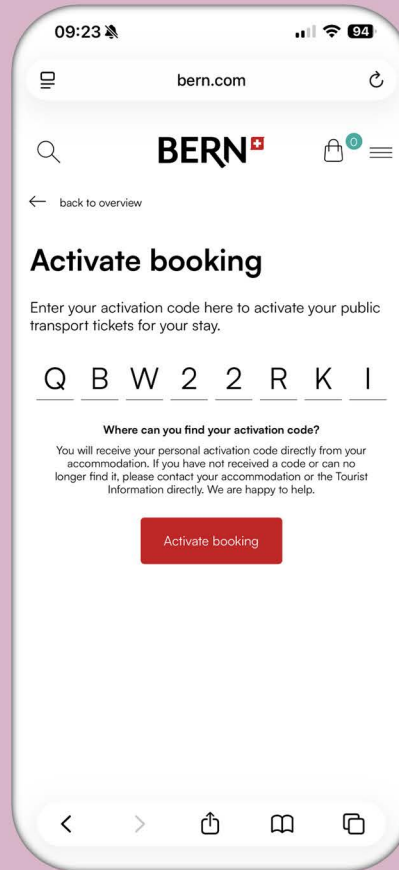 09:23
94
bern.com
BERN
0
back to overview
Activate booking
Enter your activation code here to activate your public
transport tickets for your stay.
Q B W 2 2 R K I
Where can you find your activation code?
You will receive your personal activation code directly from your
accommodation. If you have not received a code or can no
longer find it, please contact your accommodation or the Tourist
Information directly. We are happy to help.
Activate booking